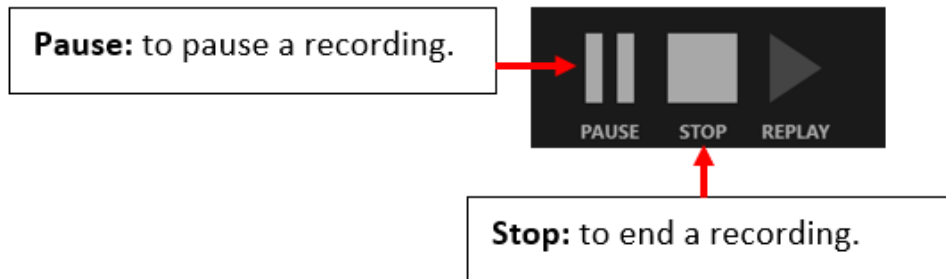 Pause: to pause a recording.
PAUSE STOP REPLAY
Stop: to end a recording.